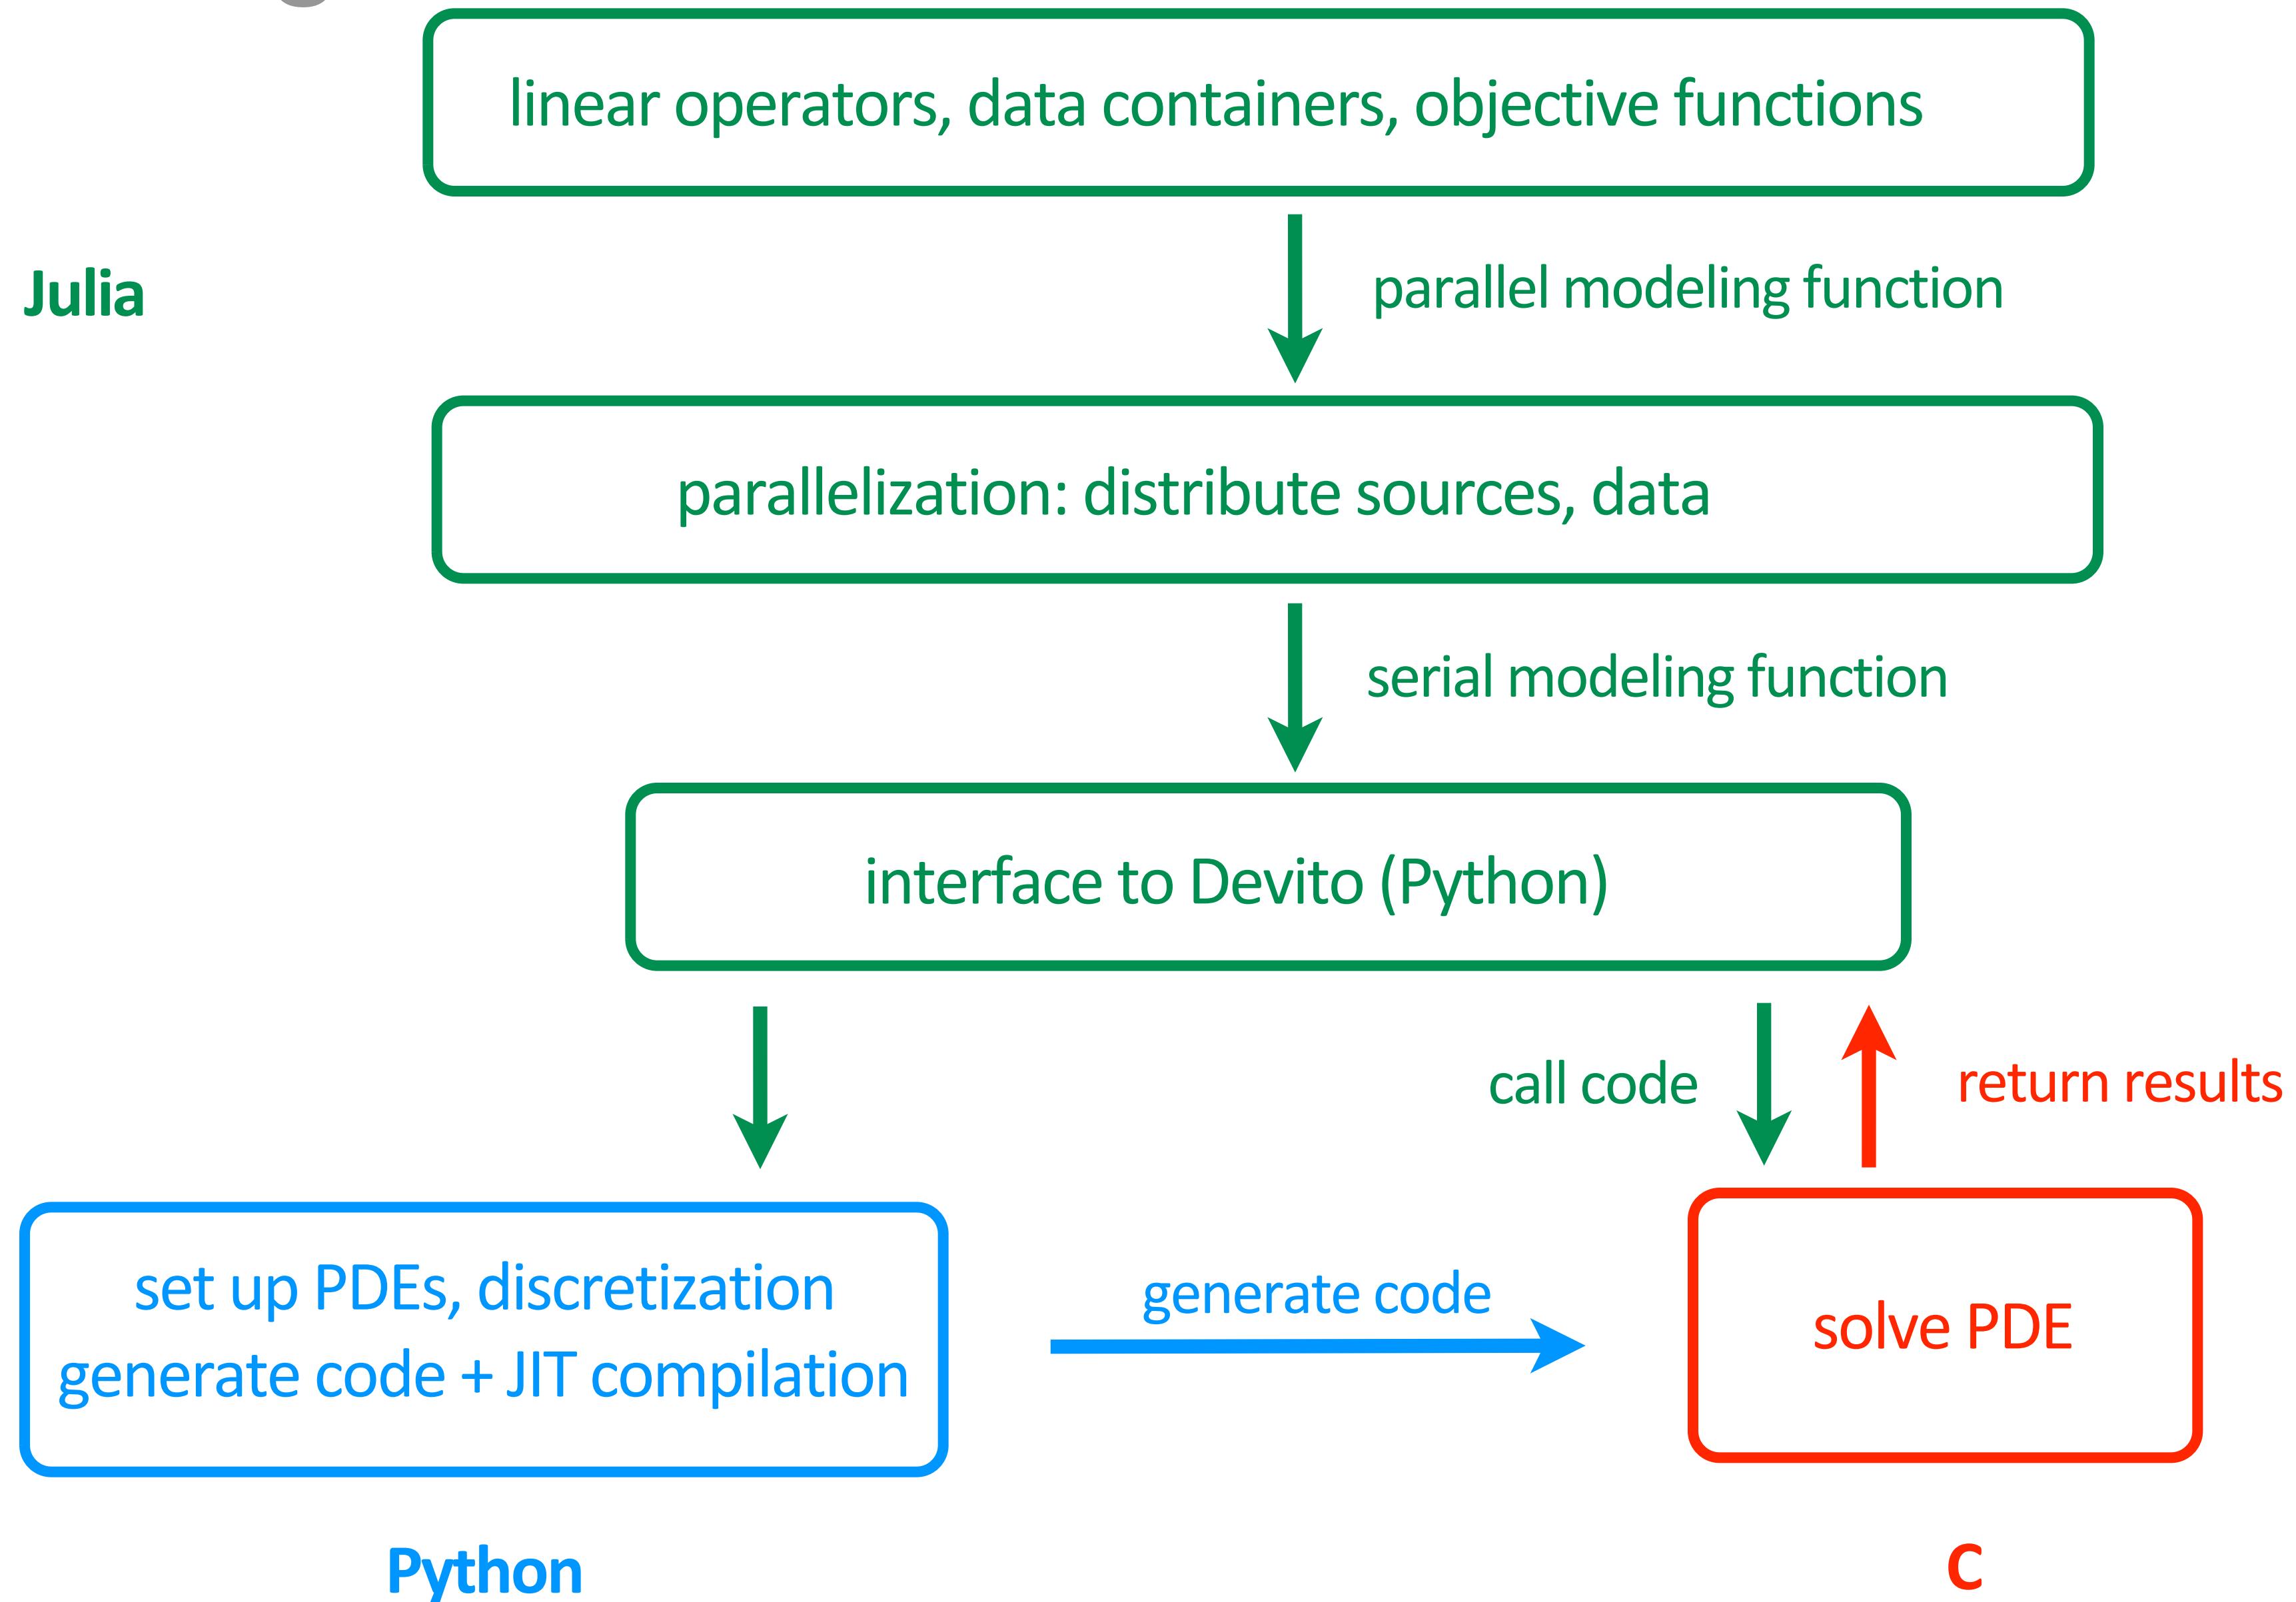 linear operators, data containers, objective functions
Julia
parallel modeling function
parallelization: distribute sources, data
serial modeling function
interface to Devito (Python)
call code
return results
set up PDEs, discretization
generate code + JIT compilation
generate code
solve PDE
Python
C